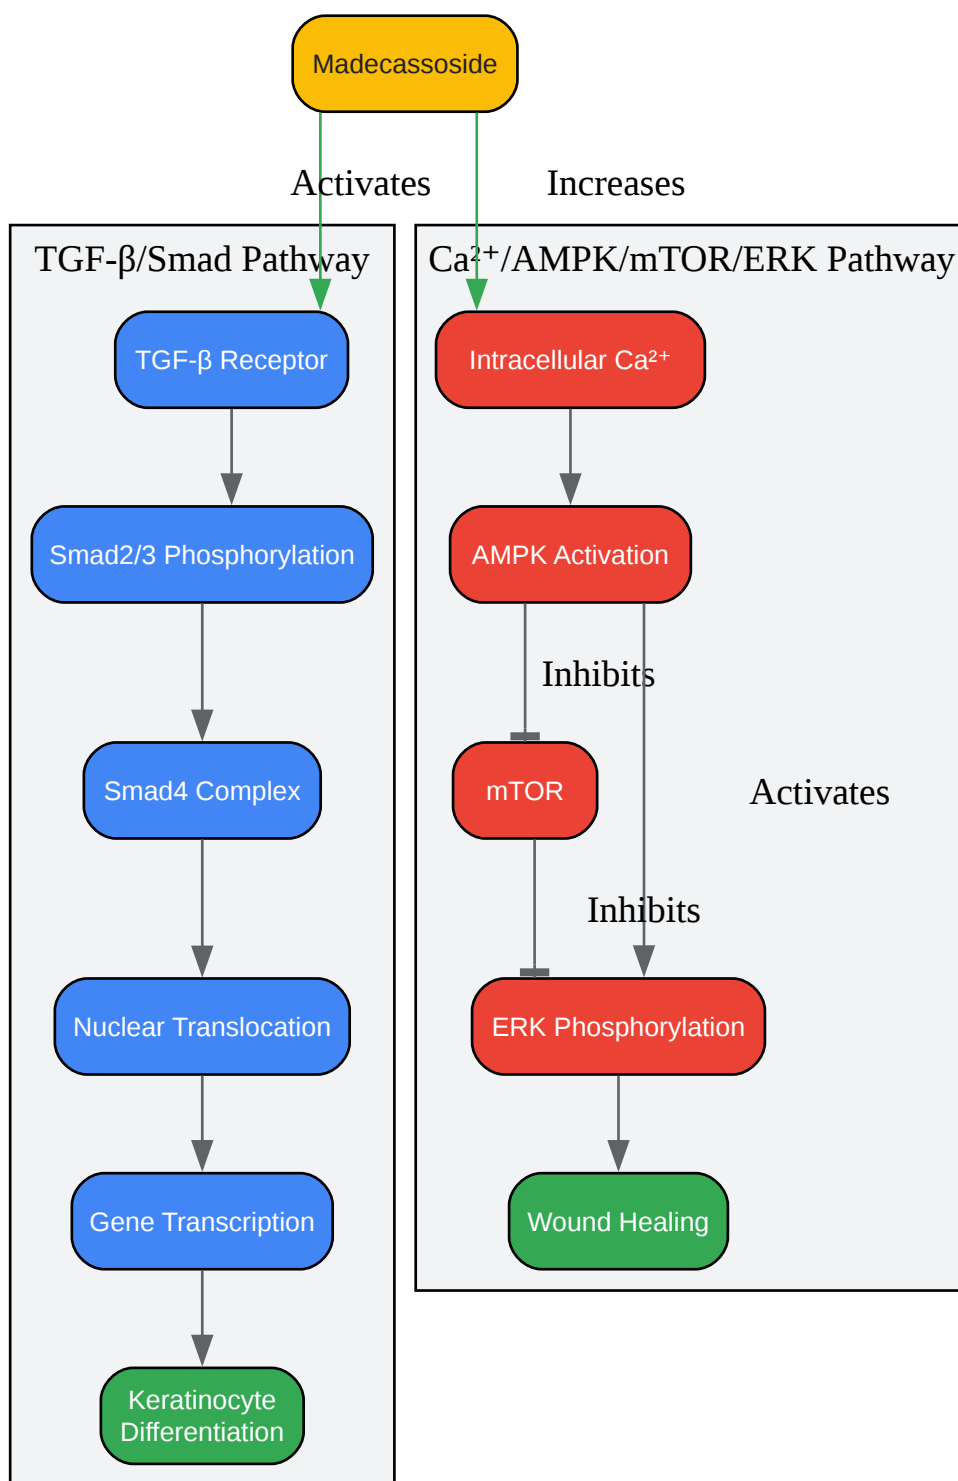 Madecassoside
Activates
Increases
TGF-β/Smad Pathway
Ca²⁺/AMPK/mTOR/ERK Pathway
TGF-β Receptor
Intracellular Ca²⁺
Smad2/3 Phosphorylation
AMPK Activation
Inhibits
Smad4 Complex
mTOR
Activates
Inhibits
Nuclear Translocation
ERK Phosphorylation
Gene Transcription
Wound Healing
Keratinocyte
Differentiation